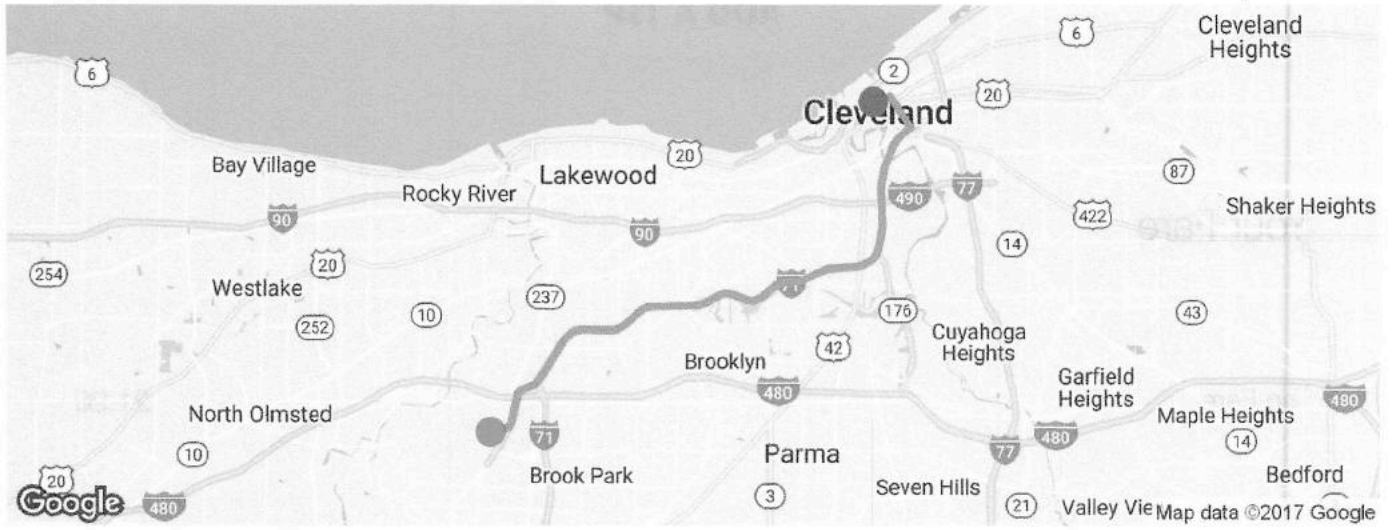 6
Cleveland
Heights
6
2
20
Cleveland
Bay Village
Lakewood
20
Rocky River
87
90
490
77
422
Shaker Heights
90
14
254
20
Westlake
237
10
252
176
43
42
Cuyahoga
Heights
Brooklyn
480
Garfield
Heights
480
North Olmsted
Maple Heights
71
77
480
14
10
Brook Park
Parma
Bedford
20
Google
480
3
Seven Hills
21
Valley Vie
Map data ©2017 Google